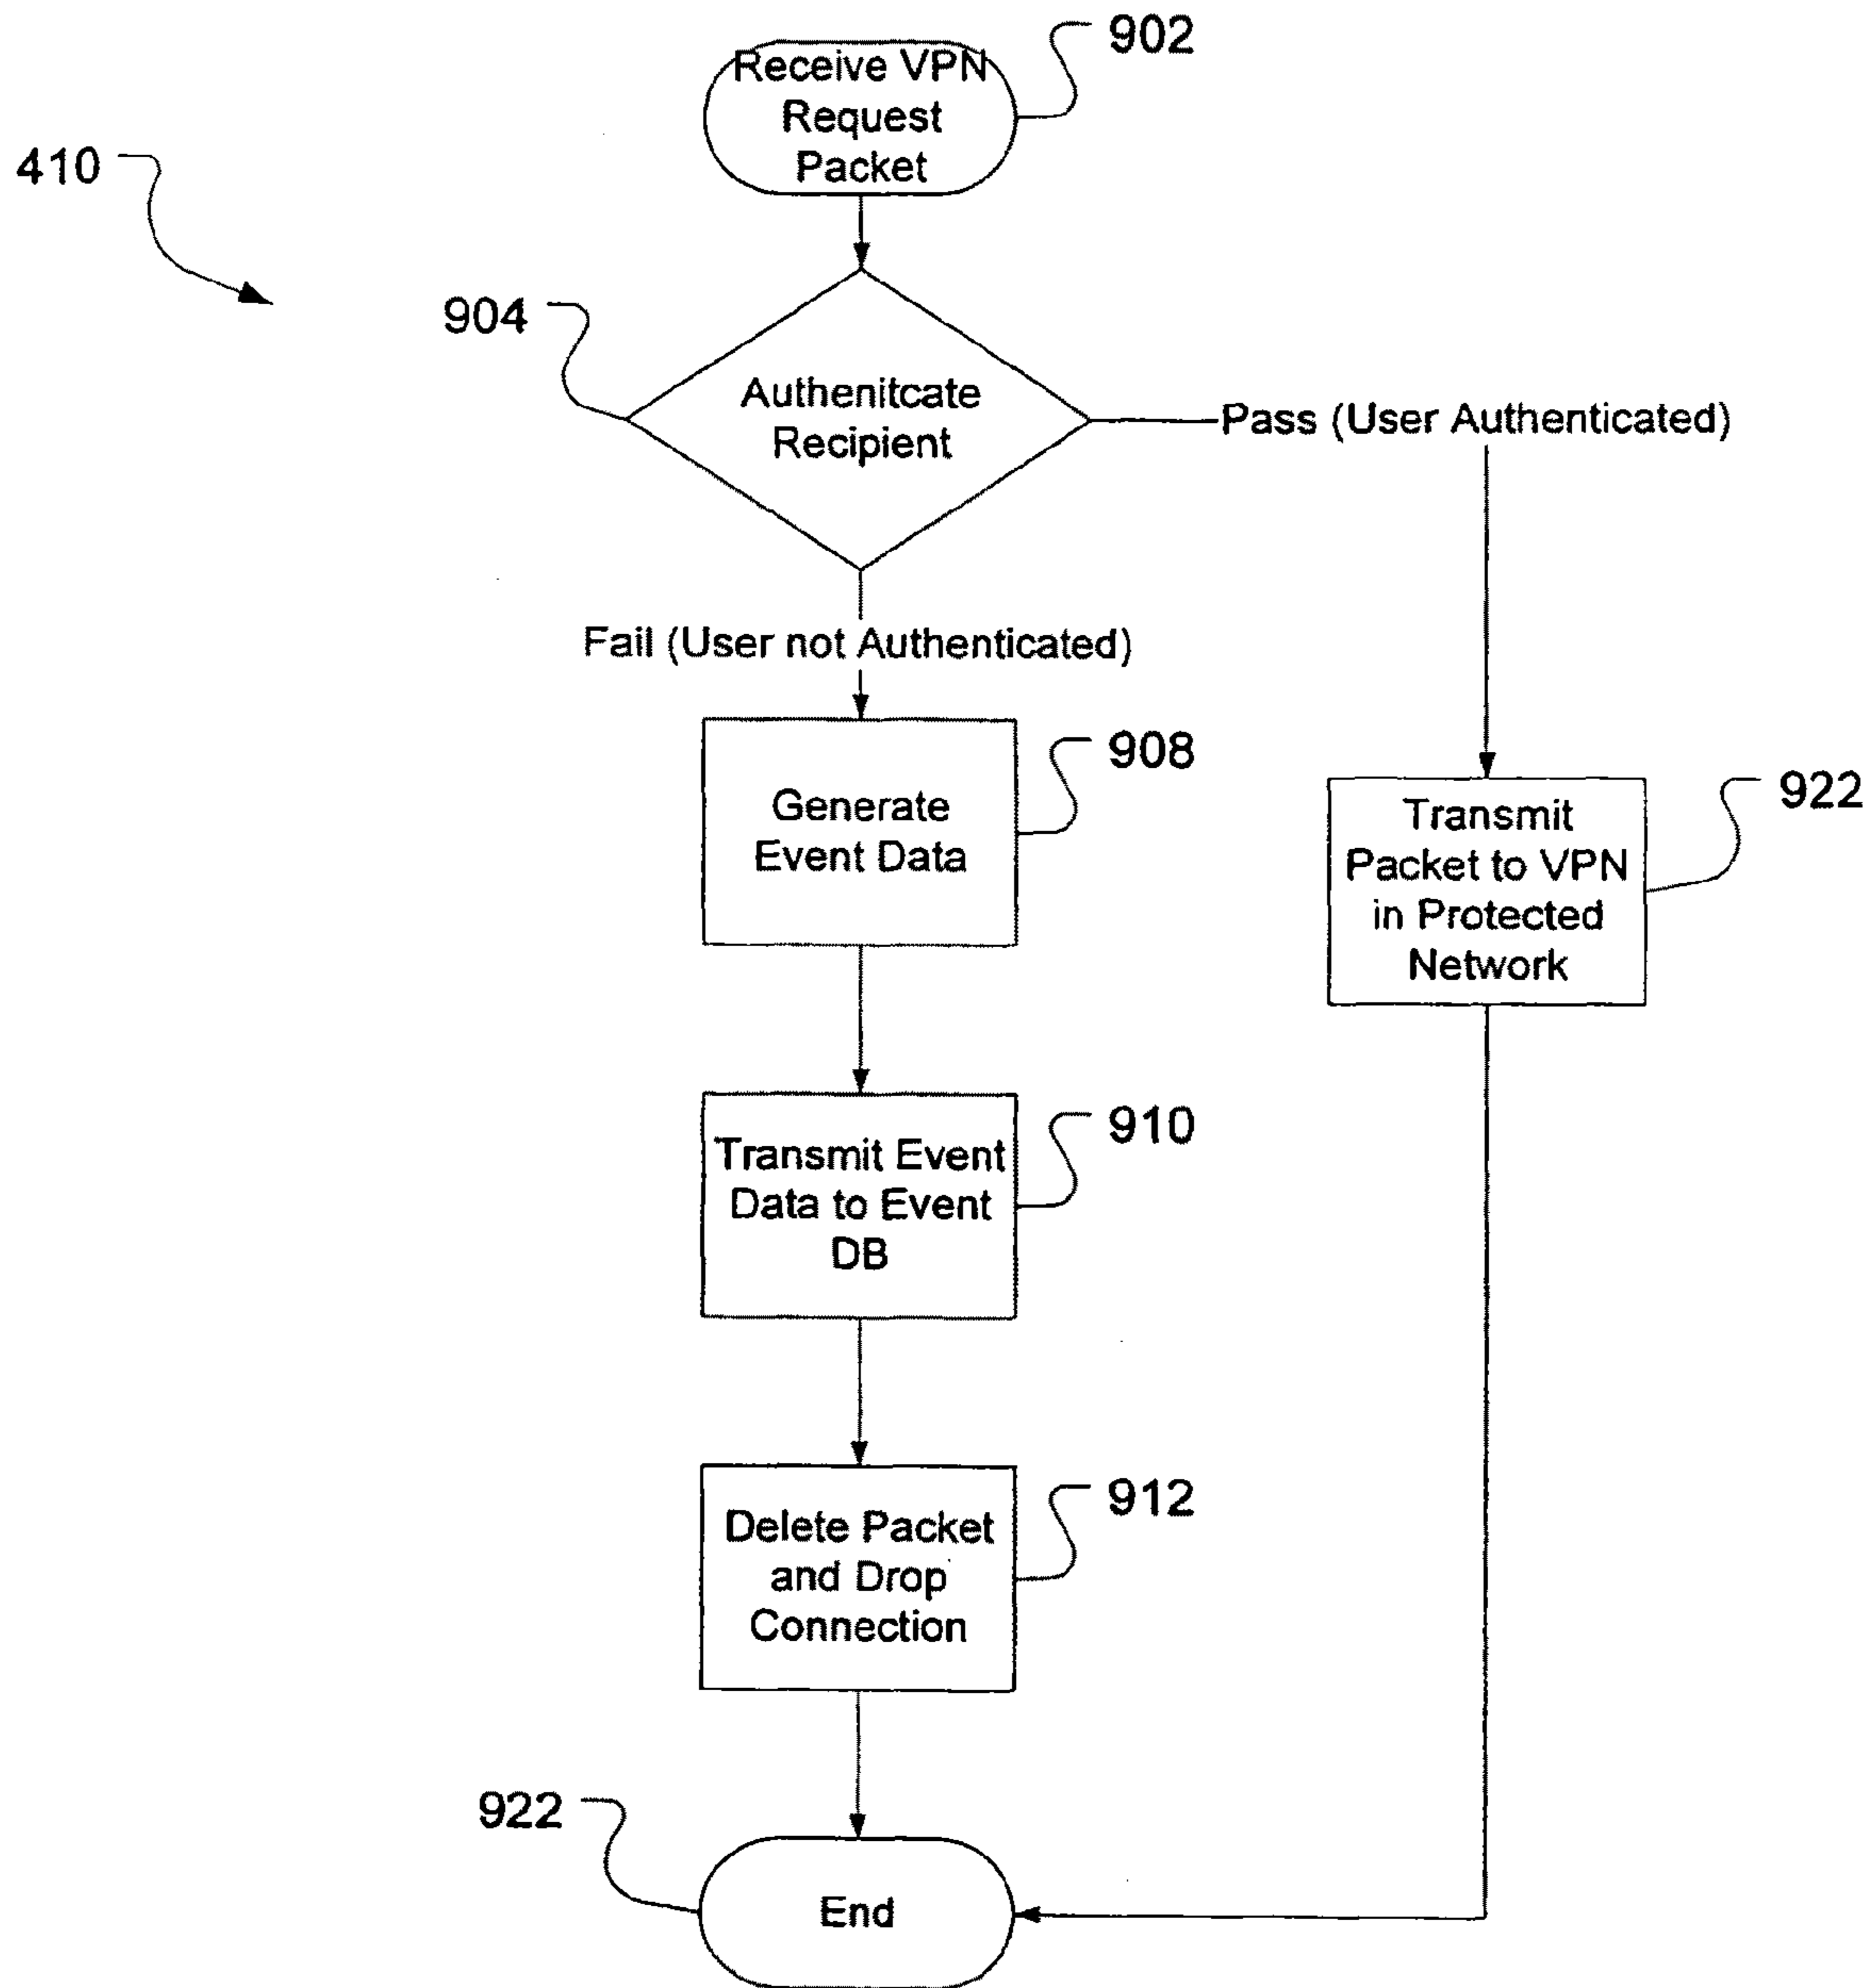 902
Receive VPN
Request
Packet
410
904
Authenitcate
Recipient
Pass (User Authenticated)
Fail (User not Authenticated)
908
Generate
Event Data
922
Transmit
Packet to VPN
in Protected
Network
910
Transmit Event
Data to Event
DB
912
Delete Packet
and Drop
Connection
922
End